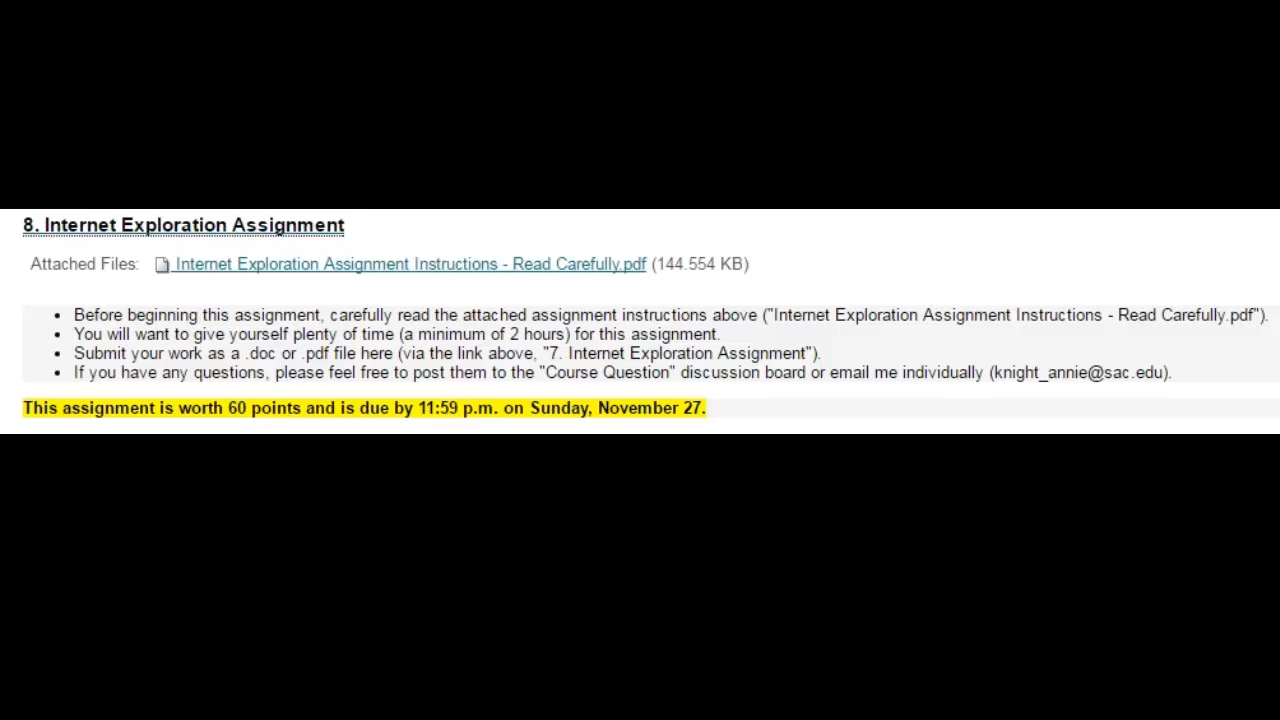 8. Internet Exploration Assignment
Attached Files: Internet Exploration Assignment Instructions - Read Carefully.pdf (144.554 KB)
• Before beginning this assignment, carefully read the attached assignment instructions above ("Internet Exploration Assignment Instructions - Read Carefully.pdf").
• You will want to give yourself plenty of time (a minimum of 2 hours) for this assignment.
• Submit your work as a .doc or .pdf file here (via the link above, "7. Internet Exploration Assignment").
• If you have any questions, please feel free to post them to the "Course Question" discussion board or email me individually (knight_annie@sac.edu).
This assignment is worth 60 points and is due by 11:59 p.m. on Sunday, November 27.